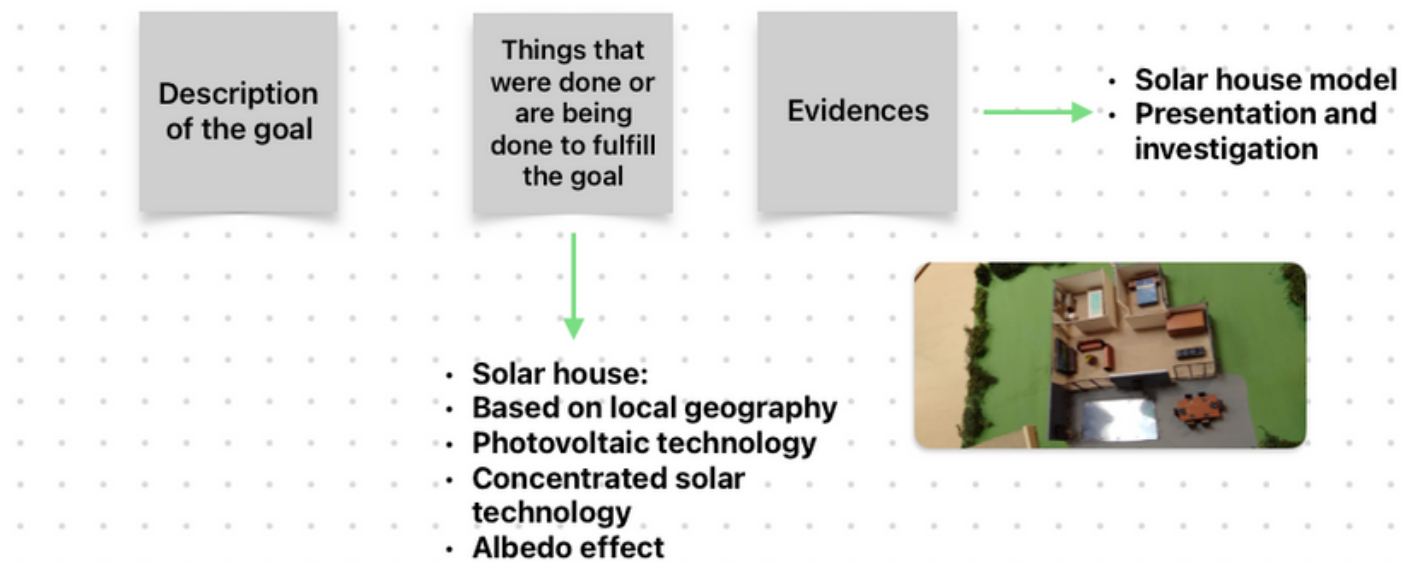 Description
of the goal
Things that
were done or
are being
done to fulfill
the goal
Evidences
• Solar house model
• Presentation and
investigation
• Solar house:
• Based on local geography
• Photovoltaic technology
• Concentrated solar
technology
• Albedo effect